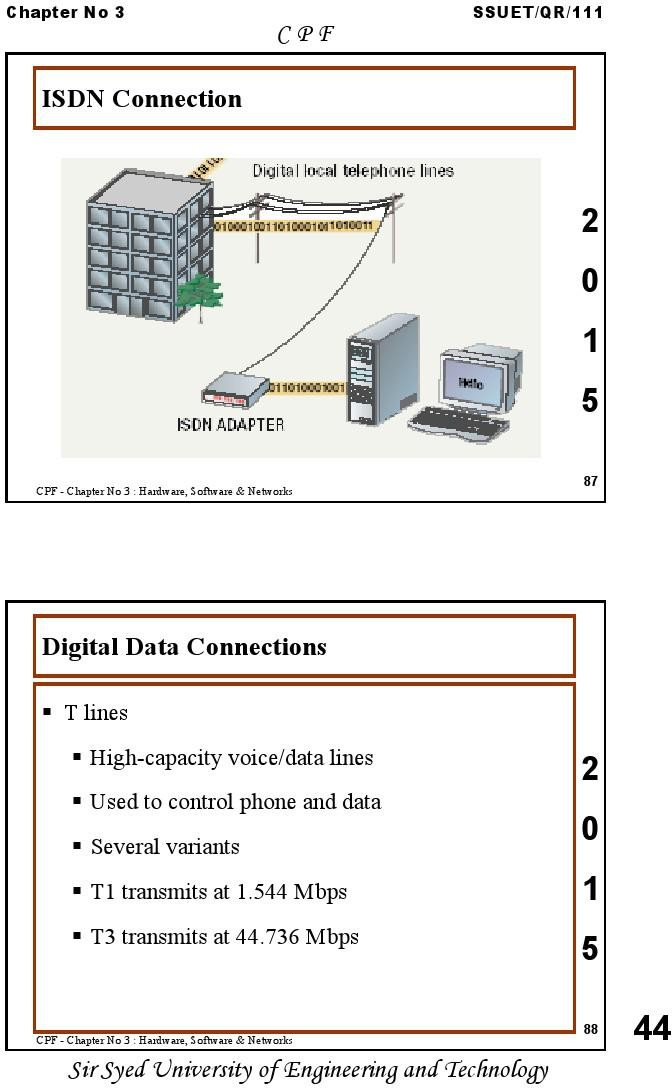 Chapter No 3 SSUET/QR/111
C P F
ISDN Connection
Digital local telephone lines
0100010011010001011010011
011010001001
Hello
ISDN ADAPTER
2
0
1
5
87
CPF - Chapter No 3 : Hardware, Software & Networks
Digital Data Connections
▪ T lines
▪ High-capacity voice/data lines
▪ Used to control phone and data
▪ Several variants
▪ T1 transmits at 1.544 Mbps
▪ T3 transmits at 44.736 Mbps
2
0
1
5
88
CPF - Chapter No 3 : Hardware, Software & Networks
44
Sir Syed University of Engineering and Technology